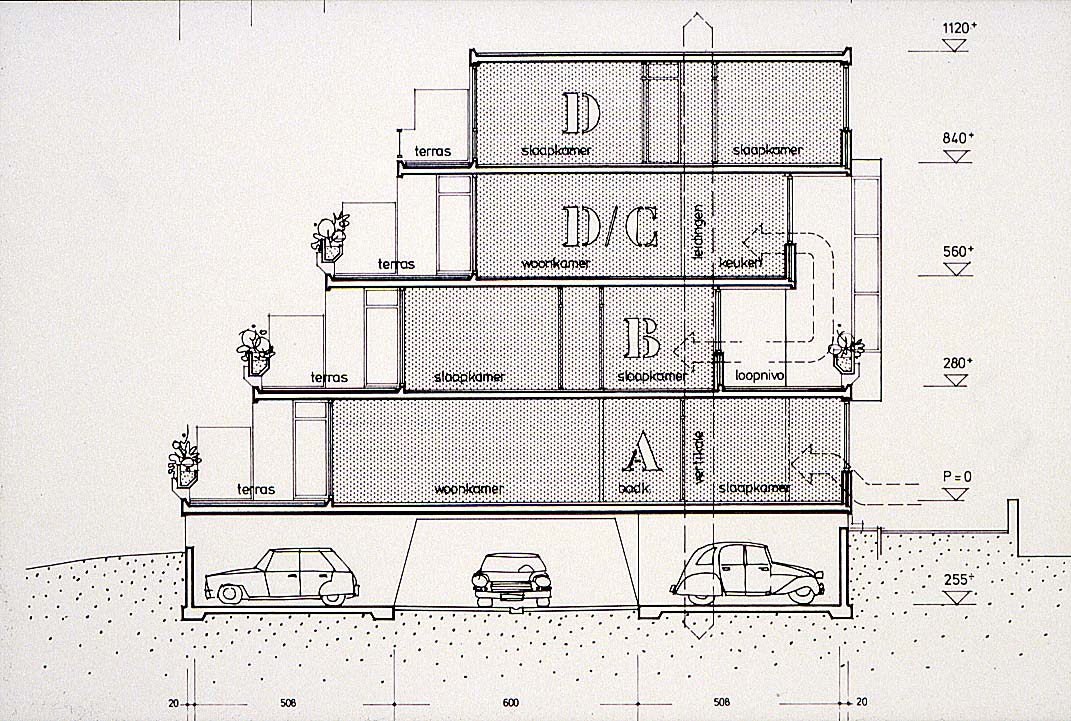 1120+
D
840+
terras
slaapkamer
slaapkamer
D/C
leidingen
560+
terras
woonkamer
keuken
B
280+
terras
slaapkamer
slaapkamer
loopnivo
A
vertikale
P=0
terras
woonkamer
badk
slaapkamer
255+
20
508
600
508
20